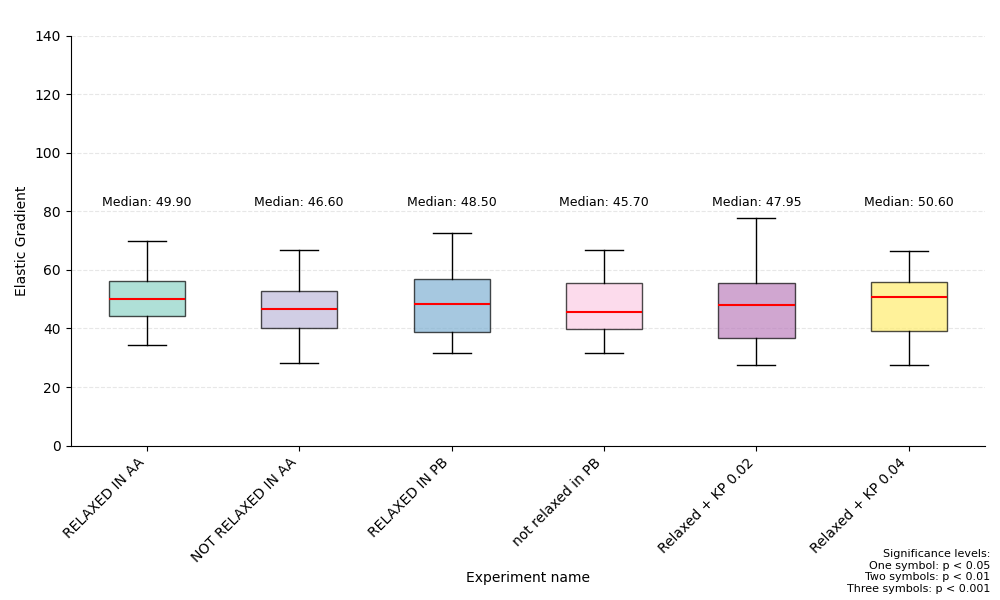 140
120
100
80
60
40
20
0
Elastic Gradient
Median: 49.90
Median: 46.60
Median: 48.50
Median: 45.70
Median: 47.95
Median: 50.60
RELAXED IN AA
NOT RELAXED IN AA
RELAXED IN PB
not relaxed in PB
Relaxed + KP 0.02
Relaxed + KP 0.04
Experiment name
Significance levels:
One symbol: p < 0.05
Two symbols: p < 0.01
Three symbols: p < 0.001